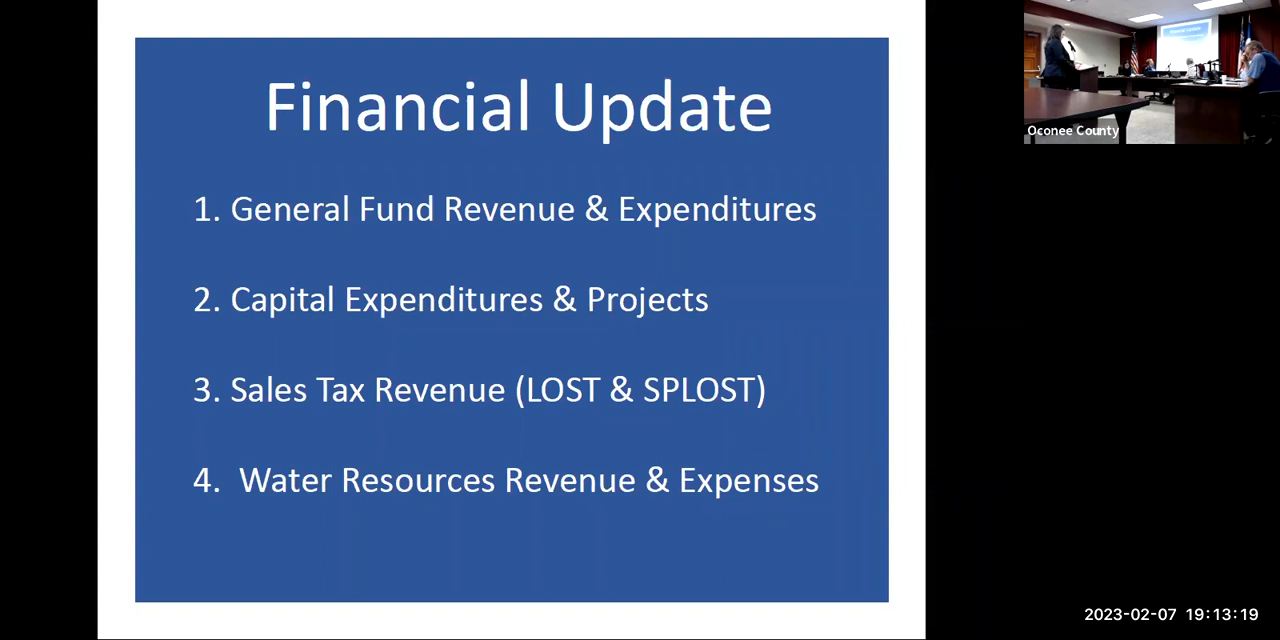 Financial Update
1. General Fund Revenue & Expenditures
2. Capital Expenditures & Projects
3. Sales Tax Revenue (LOST & SPLOST)
4. Water Resources Revenue & Expenses
Oconee County
2023-02-07 19:13:19